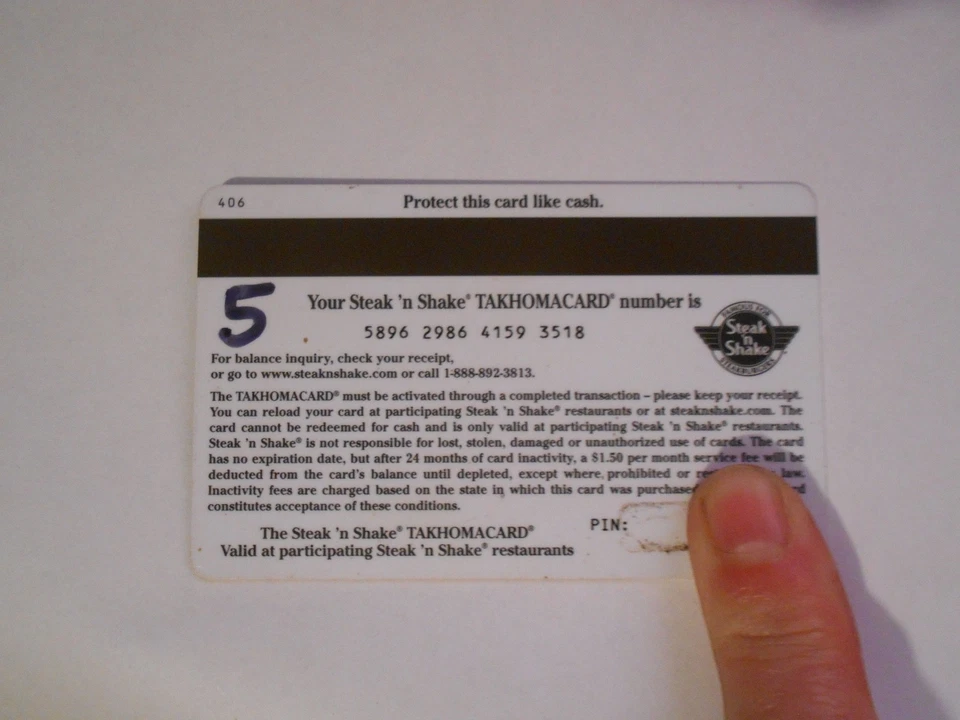 406
Protect this card like cash.
5
Your Steak 'n Shake® TAKHOMACARD® number is
5896 2986 4159 3518
FAMOUS FOR
Steak
'n
Shake
STEAKBURGERS
For balance inquiry, check your receipt,
or go to www.steaknshake.com or call 1-888-892-3813.
The TAKHOMACARD® must be activated through a completed transaction – please keep your receipt.
You can reload your card at participating Steak 'n Shake® restaurants or at steaknshake.com. The
card cannot be redeemed for cash and is only valid at participating Steak 'n Shake® restaurants.
Steak 'n Shake® is not responsible for lost, stolen, damaged or unauthorized use of cards. The card
has no expiration date, but after 24 months of card inactivity, a $1.50 per month service fee will be
deducted from the card's balance until depleted, except where prohibited or law.
Inactivity fees are charged based on the state in which this card was purchased
constitutes acceptance of these conditions.
The Steak 'n Shake® TAKHOMACARD®
Valid at participating Steak 'n Shake® restaurants
PIN: